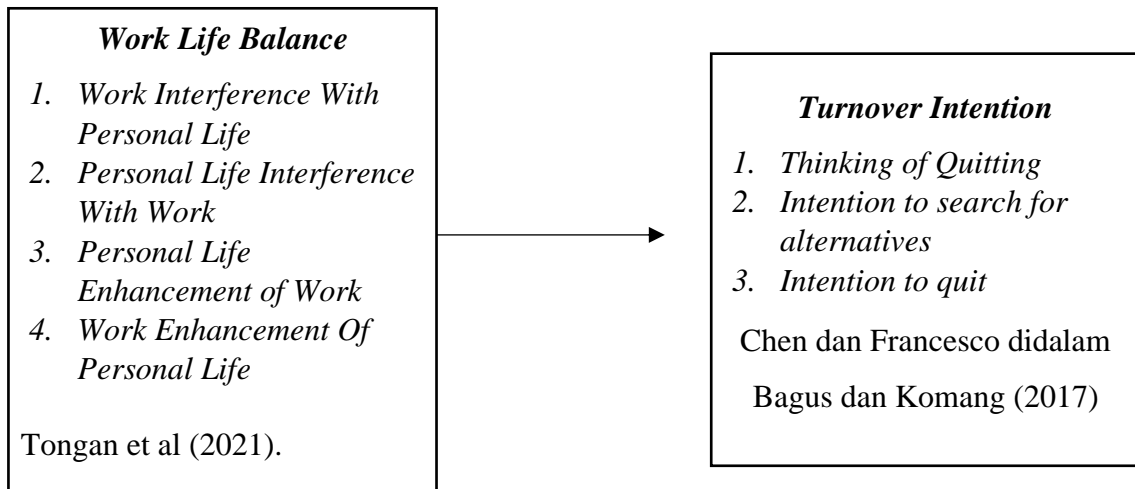 Work Life Balance
1. Work Interference With
Personal Life
2. Personal Life Interference
With Work
3. Personal Life
Enhancement of Work
4. Work Enhancement Of
Personal Life
Tongan et al (2021).
Turnover Intention
1. Thinking of Quitting
2. Intention to search for
alternatives
3. Intention to quit
Chen dan Francesco didalam
Bagus dan Komang (2017)